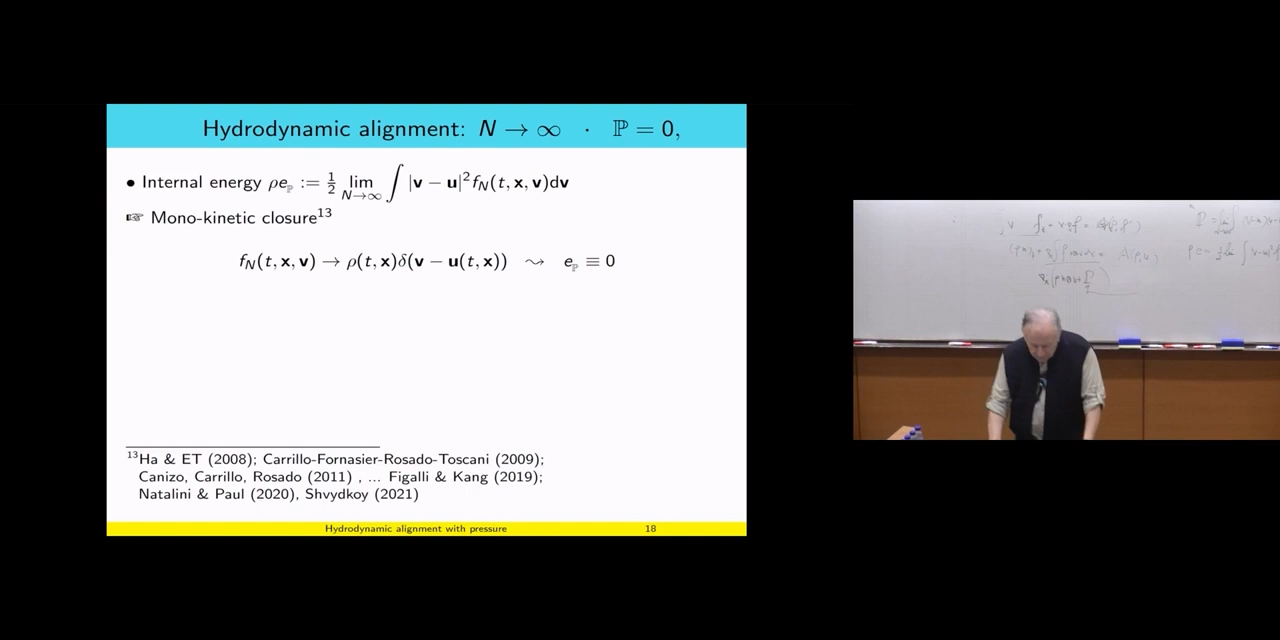 Hydrodynamic alignment: N → ∞ · ℙ = 0,
• Internal energy ρe_ℙ := ½ lim_{N→∞} ∫ |v − u|² f_N(t, x, v)dv
☞ Mono-kinetic closure¹³
f_N(t, x, v) → ρ(t, x)δ(v − u(t, x)) ⇝ e_ℙ ≡ 0
¹³Ha & ET (2008); Carrillo-Fornasier-Rosado-Toscani (2009);
Canizo, Carrillo, Rosado (2011) , ... Figalli & Kang (2019);
Natalini & Paul (2020), Shvydkoy (2021)
Hydrodynamic alignment with pressure 18